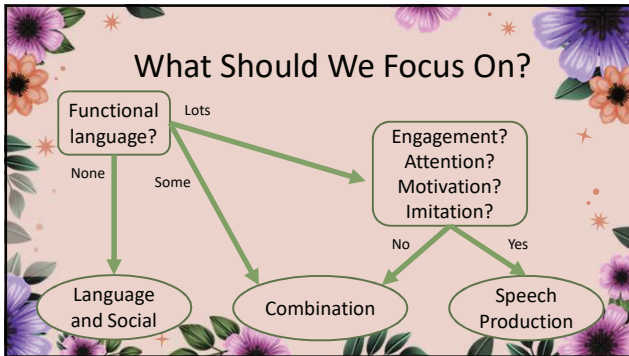 What Should We Focus On?
Functional
language?
Lots
Engagement?
Attention?
Motivation?
Imitation?
None
Some
No
Yes
Language
and Social
Combination
Speech
Production